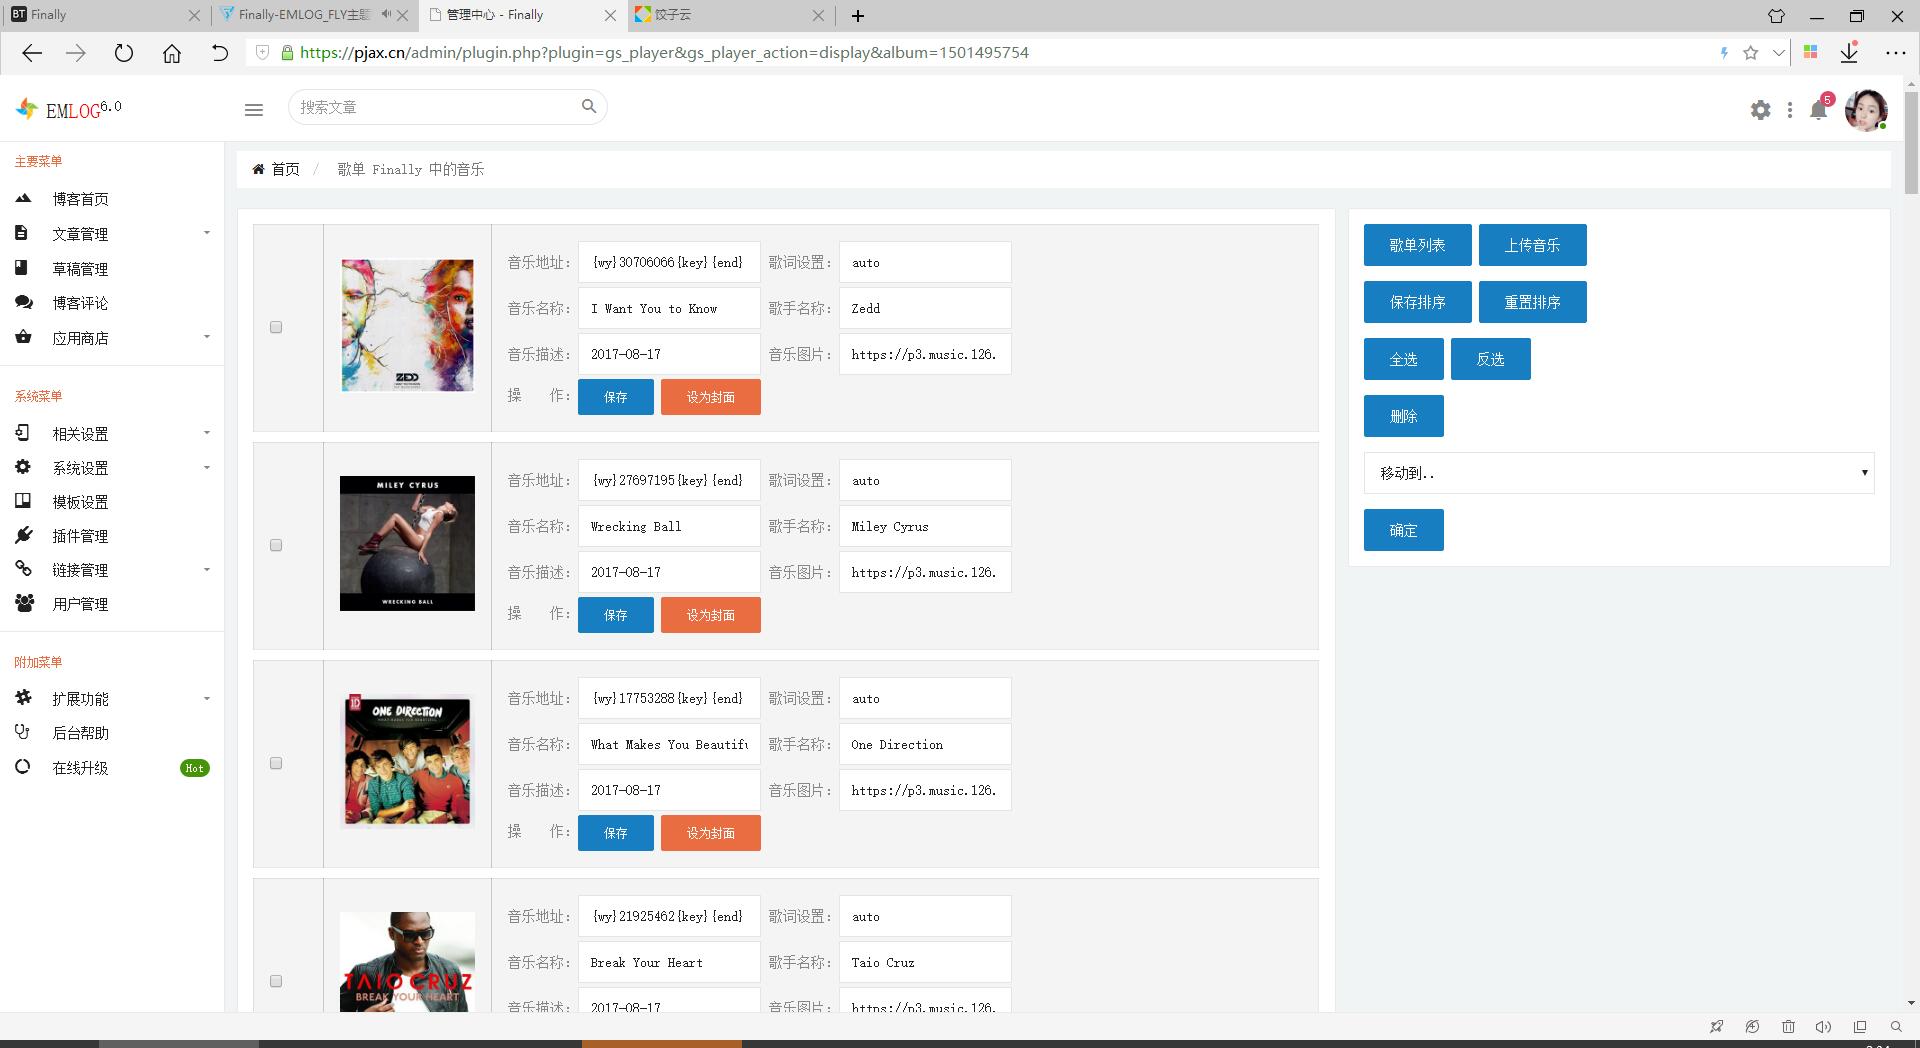 Finally
Finally-EMLOG_FLY主题
管理中心 - Finally
饺子云
https://pjax.cn/admin/plugin.php?plugin=gs_player&gs_player_action=display&album=1501495754
EMLOG6.0
搜索文章
5
主要菜单
博客首页
文章管理
草稿管理
博客评论
应用商店
系统菜单
相关设置
系统设置
模板设置
插件管理
链接管理
用户管理
附加菜单
扩展功能
后台帮助
在线升级 Hot
首页 / 歌单 Finally 中的音乐
ZEDD
音乐地址: {wy}30706066{key}{end} 歌词设置: auto
音乐名称: I Want You to Know 歌手名称: Zedd
音乐描述: 2017-08-17 音乐图片: https://p3.music.126.
操 作: 保存 设为封面
MILEY CYRUS
WRECKING BALL
音乐地址: {wy}27697195{key}{end} 歌词设置: auto
音乐名称: Wrecking Ball 歌手名称: Miley Cyrus
音乐描述: 2017-08-17 音乐图片: https://p3.music.126.
操 作: 保存 设为封面
1D
ONE DIRECTION
音乐地址: {wy}17753288{key}{end} 歌词设置: auto
音乐名称: What Makes You Beautifu 歌手名称: One Direction
音乐描述: 2017-08-17 音乐图片: https://p3.music.126.
操 作: 保存 设为封面
TAIO CRUZ
BREAK YOUR HEART
音乐地址: {wy}21925462{key}{end} 歌词设置: auto
音乐名称: Break Your Heart 歌手名称: Taio Cruz
音乐描述: 2017-08-17 音乐图片: https://p3.music.126.
歌单列表 上传音乐
保存排序 重置排序
全选 反选
删除
移动到..
确定